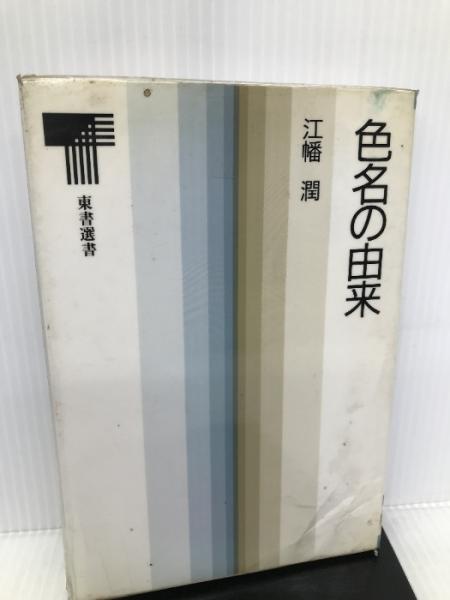 色名の由来
江幡 潤
東書選書